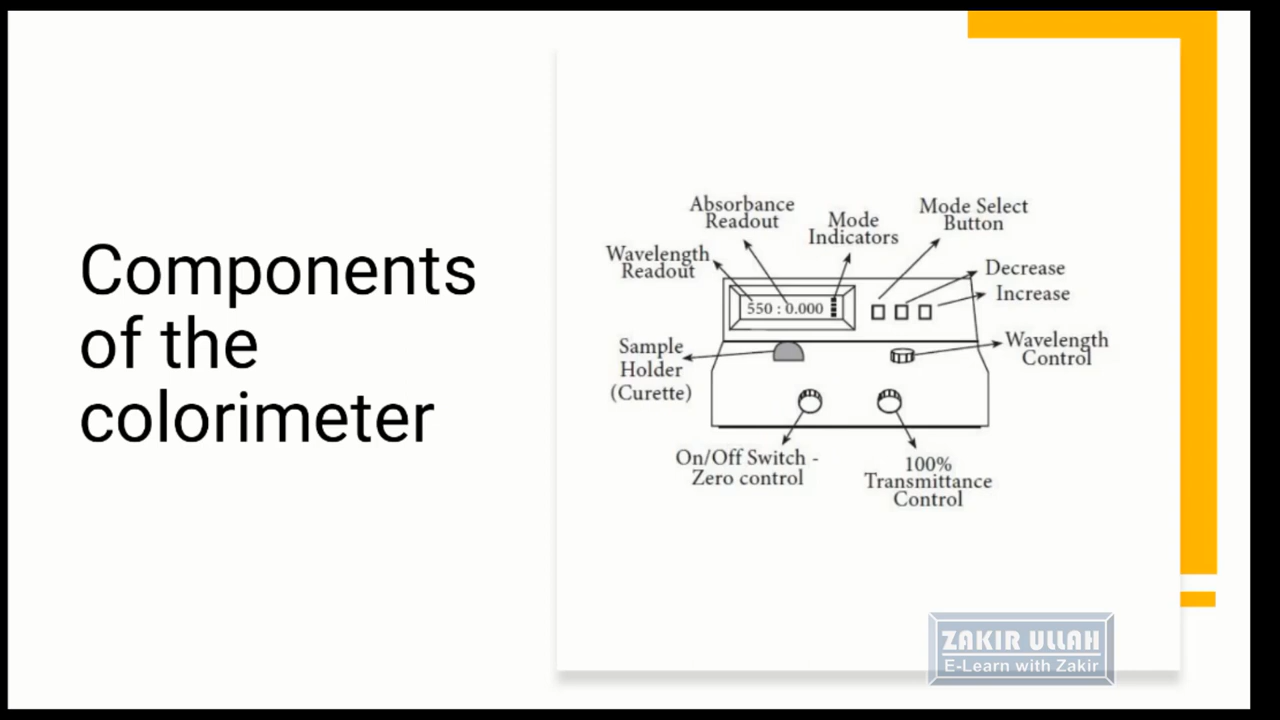 Components
of the
colorimeter
Absorbance
Readout
Mode
Indicators
Mode Select
Button
Wavelength
Readout
Decrease
Increase
550 : 0.000
Sample
Holder
(Curette)
Wavelength
Control
On/Off Switch -
Zero control
100%
Transmittance
Control
ZAKIR ULLAH
E-Learn with Zakir